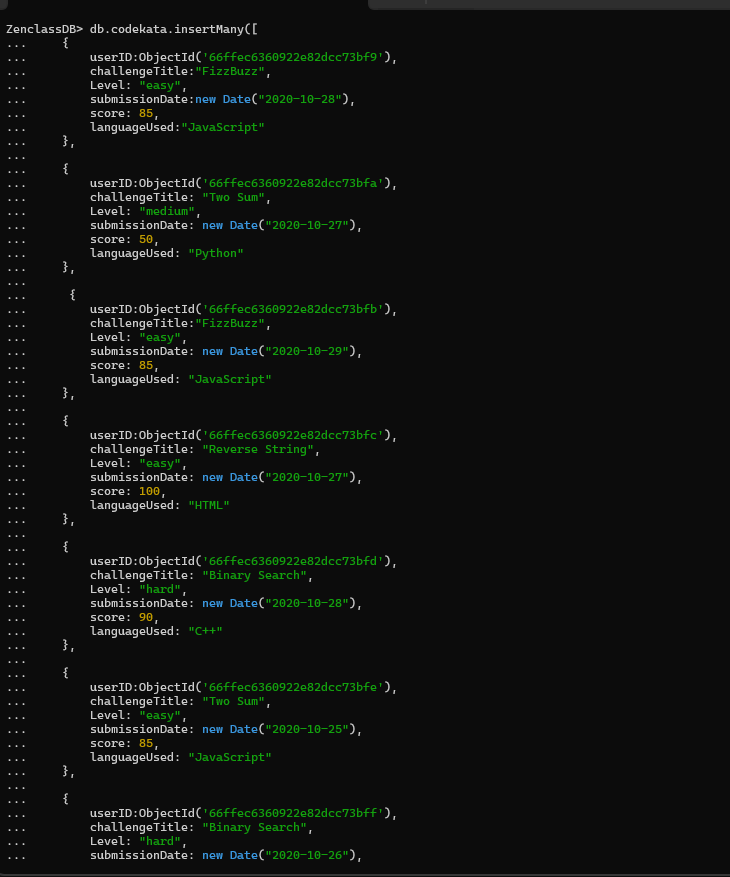 ZenclassDB> db.codekata.insertMany([
...     {
...         userID:ObjectId('66ffec6360922e82dcc73bf9'),
...         challengeTitle:"FizzBuzz",
...         Level: "easy",
...         submissionDate:new Date("2020-10-28"),
...         score: 85,
...         languageUsed:"JavaScript"
...     },
...
...     {
...         userID:ObjectId('66ffec6360922e82dcc73bfa'),
...         challengeTitle: "Two Sum",
...         Level: "medium",
...         submissionDate: new Date("2020-10-27"),
...         score: 50,
...         languageUsed: "Python"
...     },
...
...      {
...         userID:ObjectId('66ffec6360922e82dcc73bfb'),
...         challengeTitle:"FizzBuzz",
...         Level: "easy",
...         submissionDate: new Date("2020-10-29"),
...         score: 85,
...         languageUsed: "JavaScript"
...     },
...
...     {
...         userID:ObjectId('66ffec6360922e82dcc73bfc'),
...         challengeTitle: "Reverse String",
...         Level: "easy",
...         submissionDate: new Date("2020-10-27"),
...         score: 100,
...         languageUsed: "HTML"
...     },
...
...     {
...         userID:ObjectId('66ffec6360922e82dcc73bfd'),
...         challengeTitle: "Binary Search",
...         Level: "hard",
...         submissionDate: new Date("2020-10-28"),
...         score: 90,
...         languageUsed: "C++"
...     },
...
...     {
...         userID:ObjectId('66ffec6360922e82dcc73bfe'),
...         challengeTitle: "Two Sum",
...         Level: "easy",
...         submissionDate: new Date("2020-10-25"),
...         score: 85,
...         languageUsed: "JavaScript"
...     },
...
...     {
...         userID:ObjectId('66ffec6360922e82dcc73bff'),
...         challengeTitle: "Binary Search",
...         Level: "hard",
...         submissionDate: new Date("2020-10-26"),